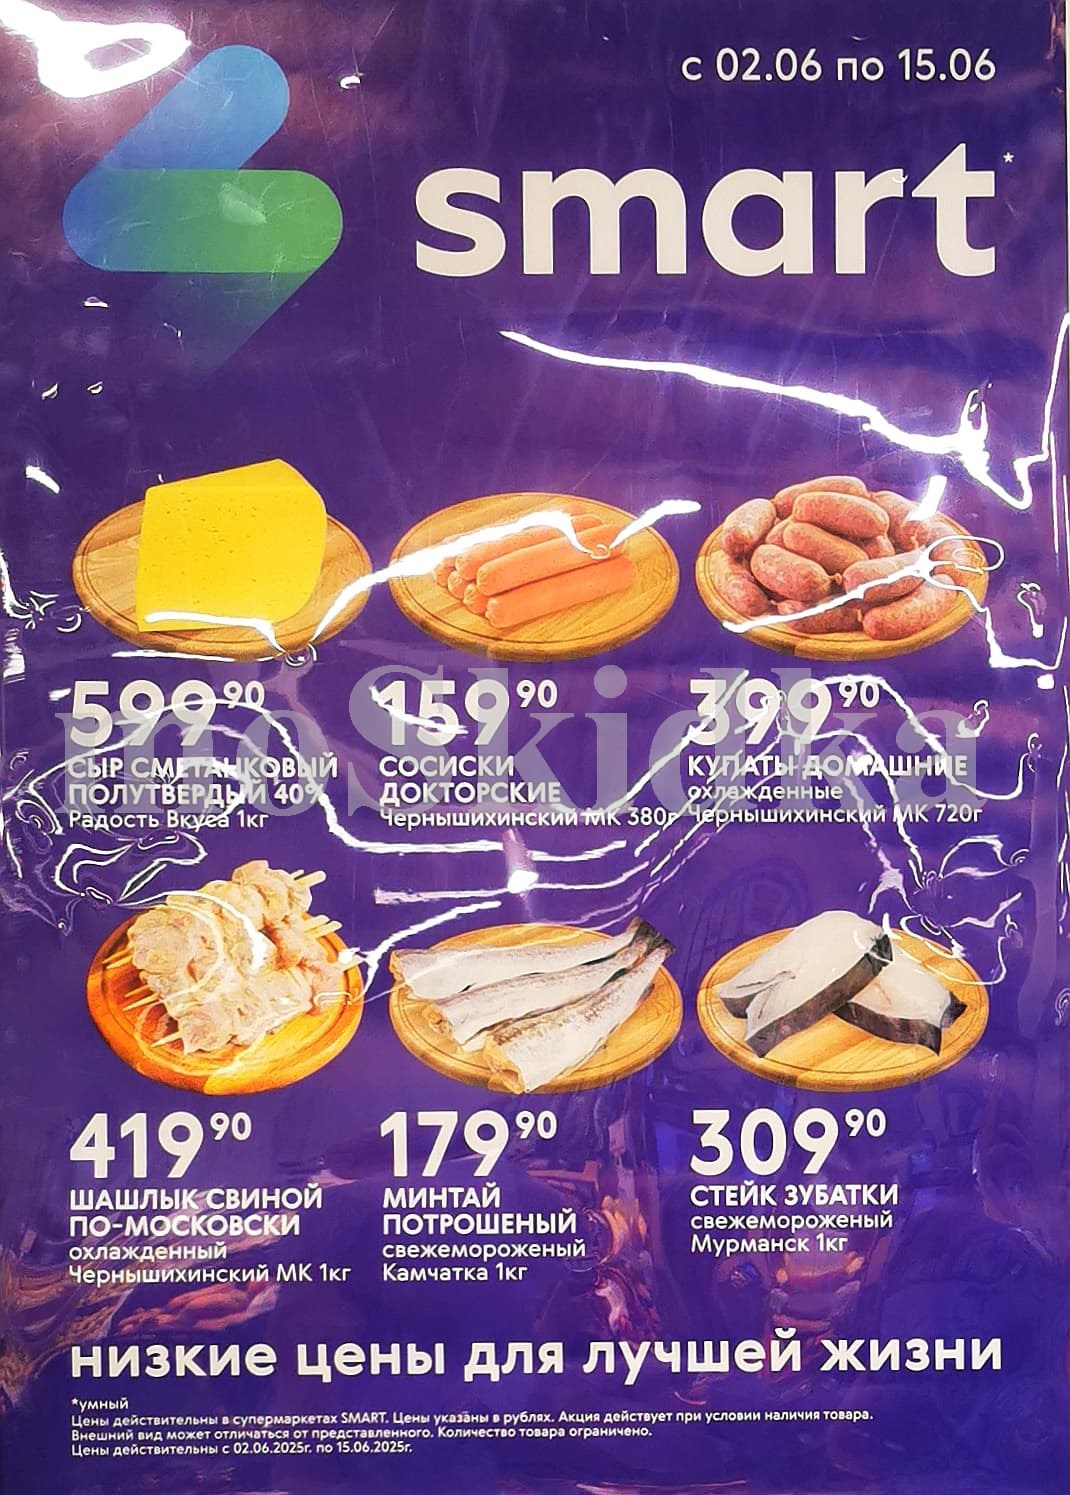 с 02.06 по 15.06
smart*
599 90
СЫР СМЕТАНКОВЫЙ
ПОЛУТВЕРДЫЙ 40%
Радость Вкуса 1кг
159 90
СОСИСКИ
ДОКТОРСКИЕ
Чернышихинский МК 380г
399 90
КУПАТЫ ДОМАШНИЕ
охлажденные
Чернышихинский МК 720г
moSkidka
419 90
ШАШЛЫК СВИНОЙ
ПО-МОСКОВСКИ
охлажденный
Чернышихинский МК 1кг
179 90
МИНТАЙ
ПОТРОШЕНЫЙ
свежемороженый
Камчатка 1кг
309 90
СТЕЙК ЗУБАТКИ
свежемороженый
Мурманск 1кг
низкие цены для лучшей жизни
*умный
Цены действительны в супермаркетах SMART. Цены указаны в рублях. Акция действует при условии наличия товара.
Внешний вид может отличаться от представленного. Количество товара ограничено.
Цены действительны с 02.06.2025г. по 15.06.2025г.